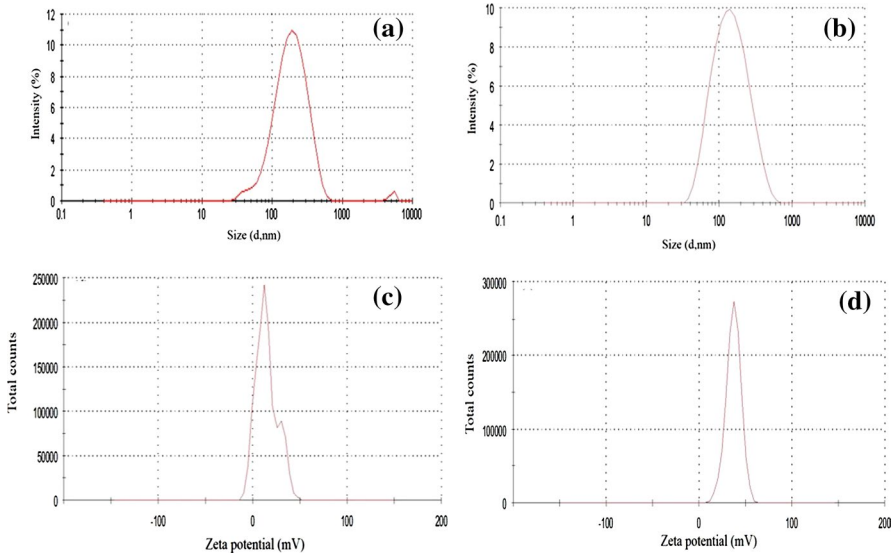 (a)
12
10
8
6
4
2
0
Intensity (%)
0.1 1 10 100 1000 10000
Size (d,nm)
(b)
10
8
6
4
2
0
Intensity (%)
0.1 1 10 100 1000 10000
Size (d,nm)
(c)
250000
200000
150000
100000
50000
0
Total counts
-100 0 100 200
Zeta potential (mV)
(d)
300000
200000
100000
0
Total counts
-100 0 100 200
Zeta potential (mV)